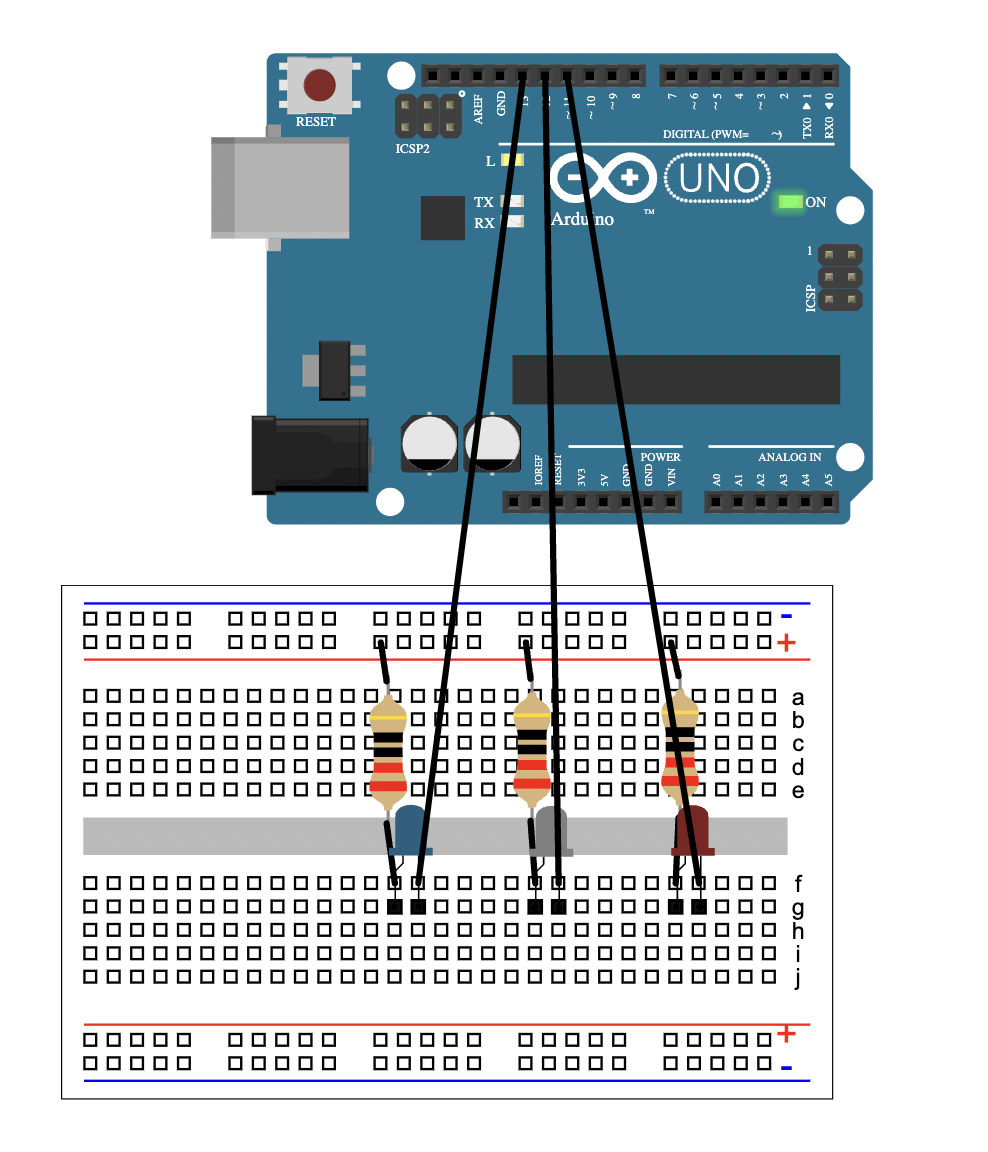 RESET
ICSP2
AREF
GND
13
12
~11
~10
~9
8
7
~6
~5
4
~3
2
TX0 ▶ 1
RX0 ◀ 0
DIGITAL (PWM= ~)
L
TX
RX
UNO
Arduino
™
ON
1
ICSP
POWER
ANALOG IN
IOREF
RESET
3V3
5V
GND
GND
VIN
A0
A1
A2
A3
A4
A5
-
+
a
b
c
d
e
f
g
h
i
j
+
-